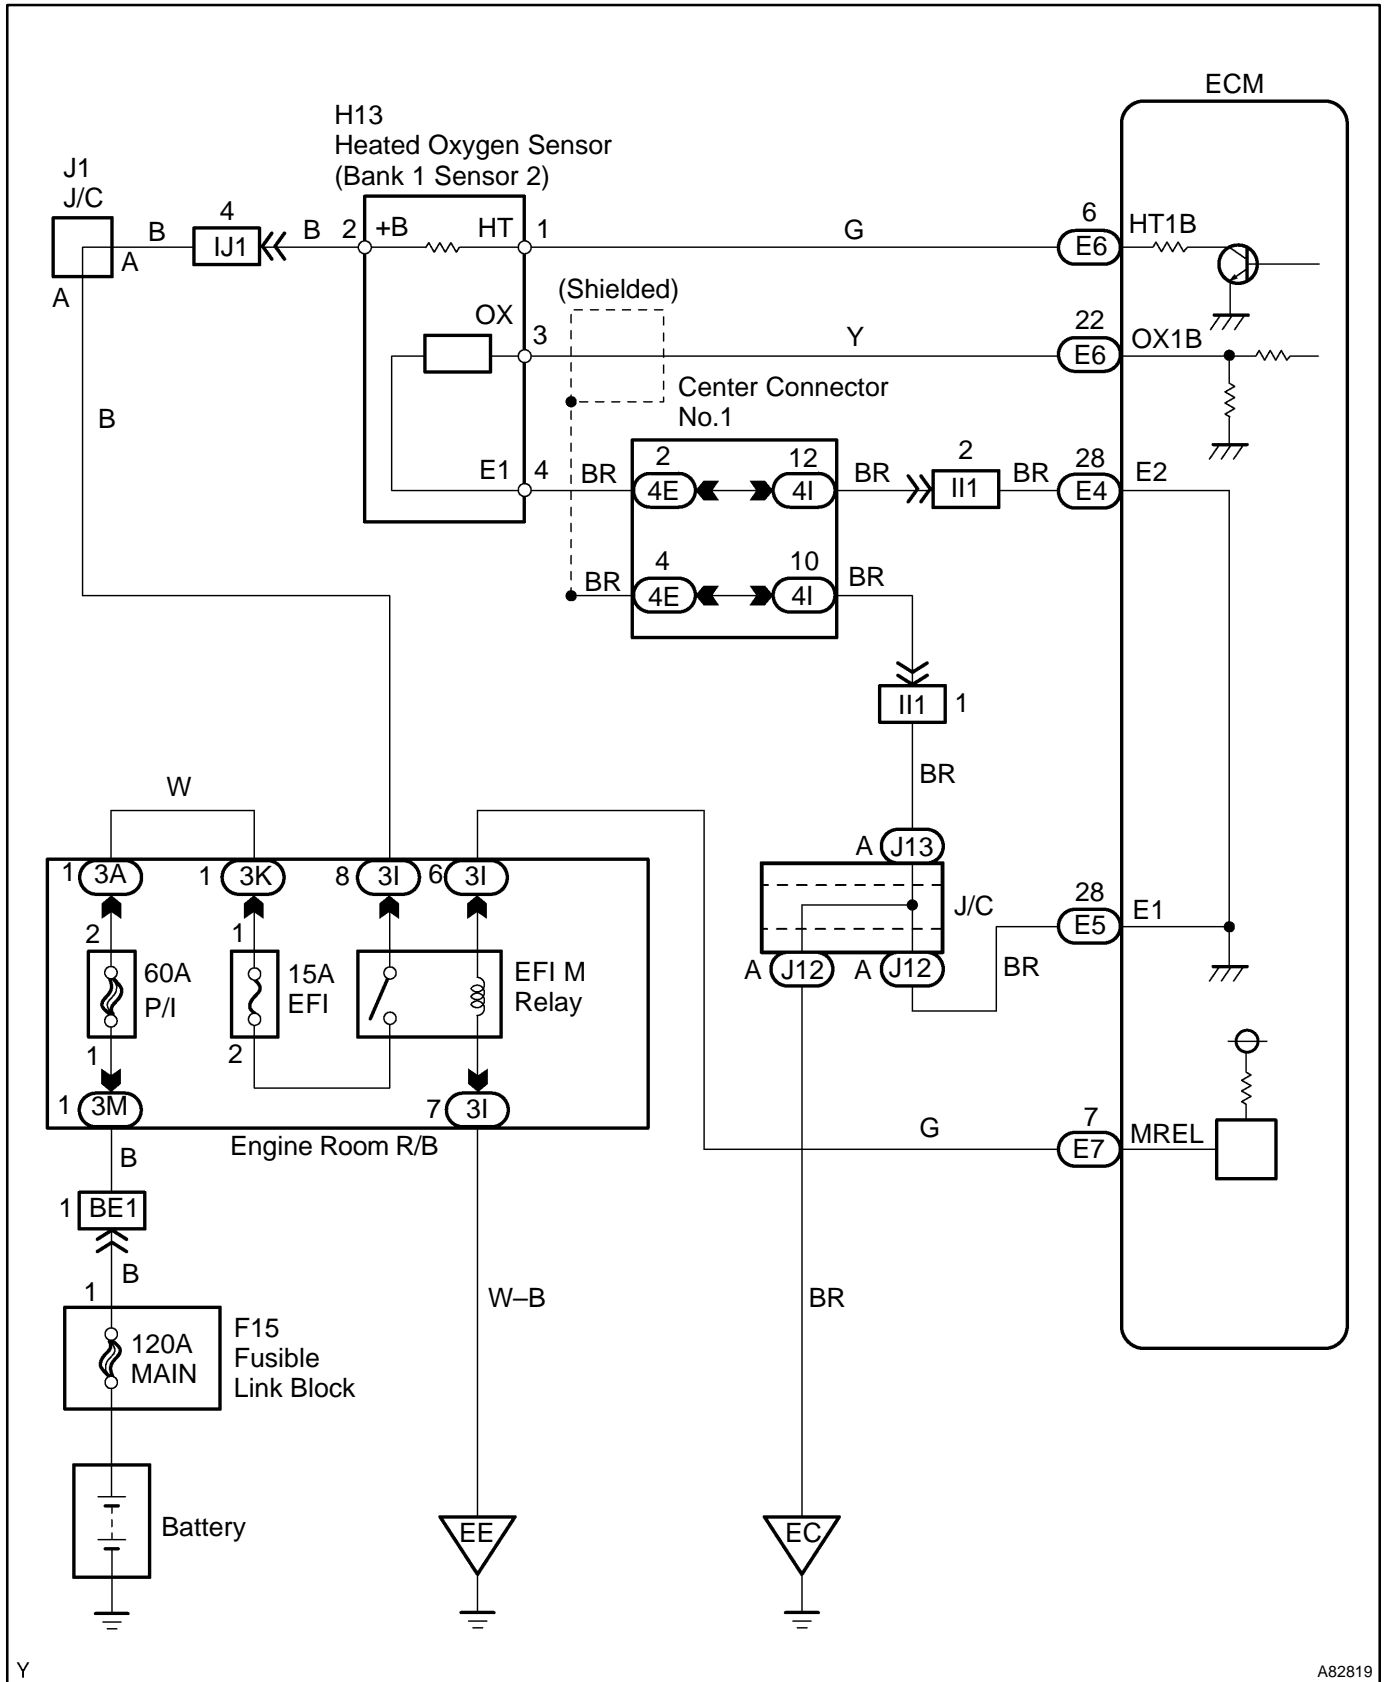 ECM
H13
Heated Oxygen Sensor
(Bank 1 Sensor 2)
J1
J/C
B
A
A
4
IJ1
B
2
+B
HT
1
G
6
E6
HT1B
(Shielded)
OX
3
Y
22
E6
OX1B
B
Center Connector
No.1
E1
4
BR
2
4E
12
4I
BR
2
II1
BR
28
E4
E2
BR
4
4E
10
4I
BR
II1
1
BR
W
A
J13
J/C
A
J12
A
J12
BR
28
E5
E1
1
3A
1
3K
8
3I
6
3I
2
60A
P/I
1
1
15A
EFI
2
EFI M
Relay
1
3M
7
3I
Engine Room R/B
G
7
E7
MREL
B
1
BE1
B
1
120A
MAIN
F15
Fusible
Link Block
W–B
BR
Battery
EE
EC
Y
A82819